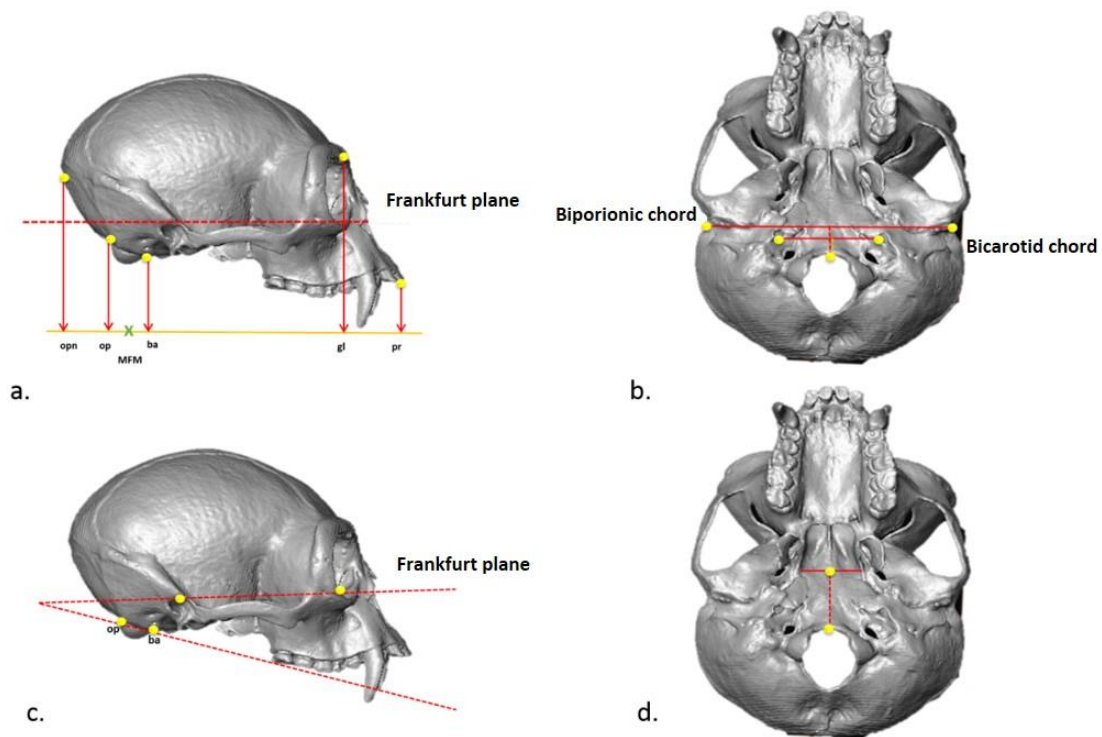 Frankfurt plane
opn
op
ba
gl
pr
MFM
a.
Biporionic chord
Bicarotid chord
b.
Frankfurt plane
op
ba
c.
d.